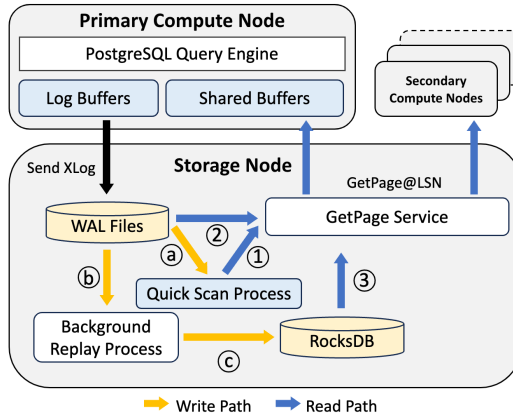 Primary Compute Node
PostgreSQL Query Engine
Log Buffers
Shared Buffers
Secondary
Compute Nodes
Send XLog
Storage Node
GetPage@LSN
WAL Files
2
GetPage Service
a
1
b
Quick Scan Process
3
Background
Replay Process
c
RocksDB
Write Path
Read Path